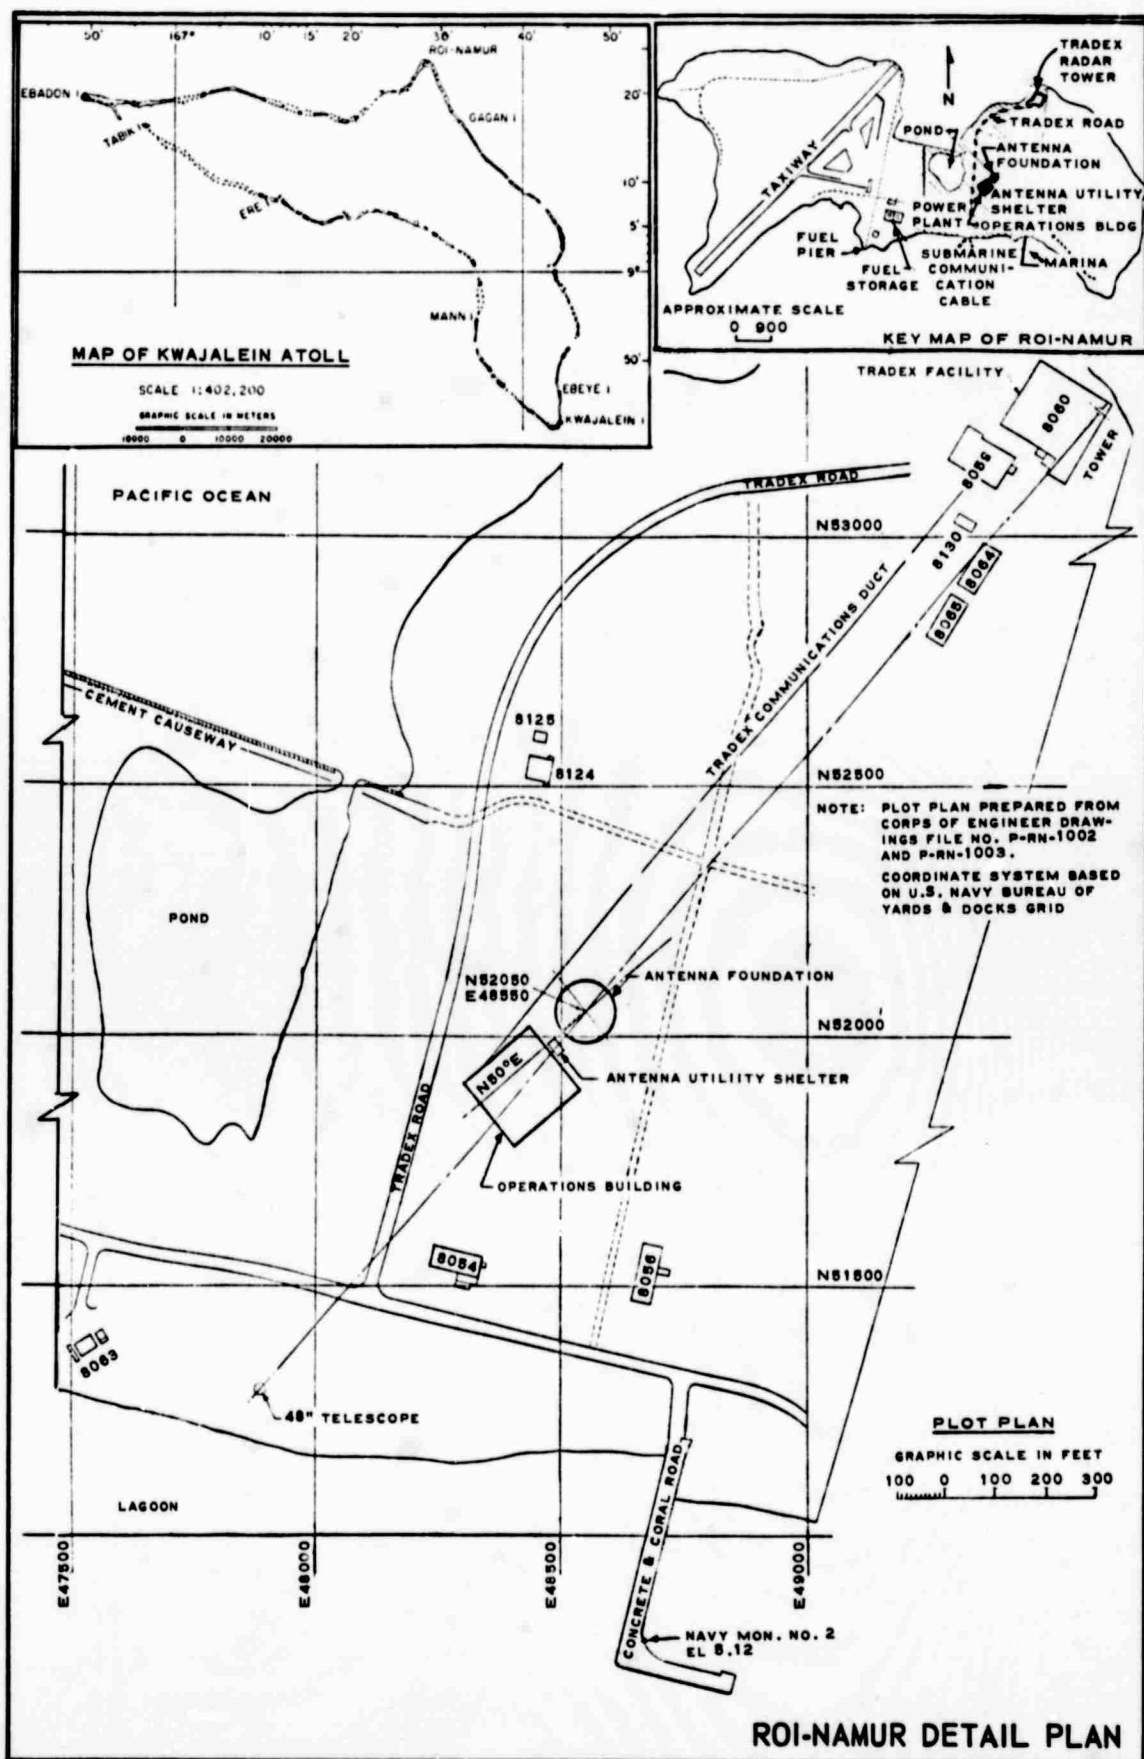 50' 167° 10' 15' 20' 30' 40' 50'
ROI-NAMUR
EBADON I
TABIK I
GAGAN I
ERE I
MANN I
EBEYE I
KWAJALEIN I
20'
10'
5'
9°
50'
MAP OF KWAJALEIN ATOLL
SCALE 1:402,200
GRAPHIC SCALE IN METERS
10000 0 10000 20000
TRADEX
RADAR
TOWER
N
TRADEX ROAD
POND
ANTENNA
FOUNDATION
TAXIWAY
ANTENNA UTILITY
SHELTER
POWER
PLANT
OPERATIONS BLDG
FUEL
PIER
FUEL
STORAGE
SUBMARINE
COMMUNI-
CATION
CABLE
MARINA
APPROXIMATE SCALE
0 900
KEY MAP OF ROI-NAMUR
TRADEX FACILITY
8060
8059
TOWER
PACIFIC OCEAN
TRADEX ROAD
N53000
8130
8064
8065
TRADEX COMMUNICATIONS DUCT
CEMENT CAUSEWAY
8125
8124
N52500
NOTE: PLOT PLAN PREPARED FROM
CORPS OF ENGINEER DRAW-
INGS FILE NO. P-RN-1002
AND P-RN-1003.
COORDINATE SYSTEM BASED
ON U.S. NAVY BUREAU OF
YARDS & DOCKS GRID
POND
N52050
E48550
ANTENNA FOUNDATION
N52000
N50°E
ANTENNA UTILIITY SHELTER
TRADEX ROAD
OPERATIONS BUILDING
8054
8056
N51500
8063
48" TELESCOPE
PLOT PLAN
GRAPHIC SCALE IN FEET
100 0 100 200 300
LAGOON
CONCRETE & CORAL ROAD
E47500
E48000
E48500
E49000
NAVY MON. NO. 2
EL 8.12
ROI-NAMUR DETAIL PLAN